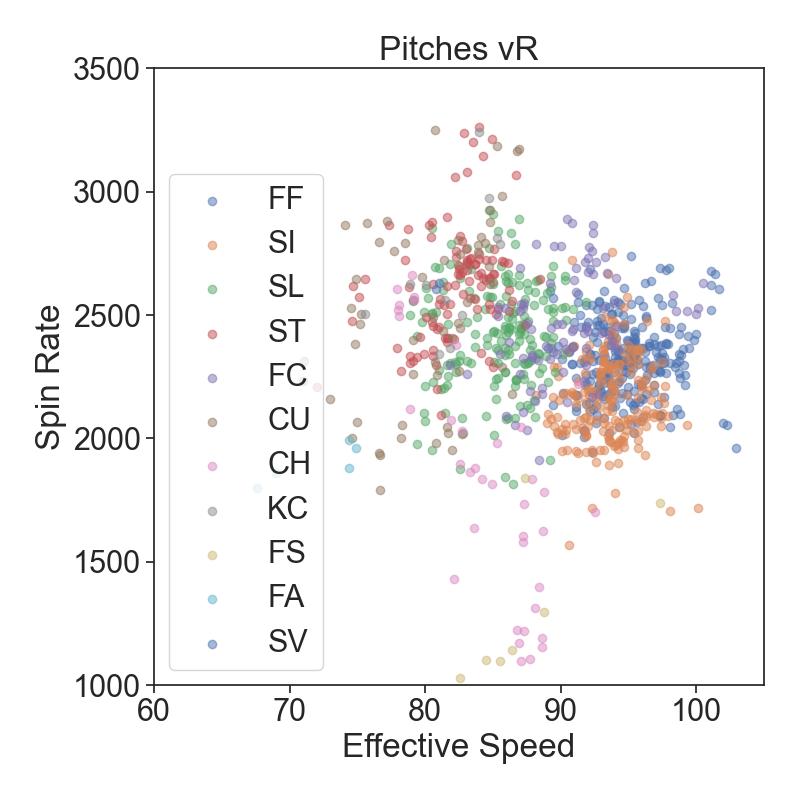 Pitches vR
3500
3000
2500
2000
1500
1000
Spin Rate
FF
SI
SL
ST
FC
CU
CH
KC
FS
FA
SV
60 70 80 90 100
Effective Speed